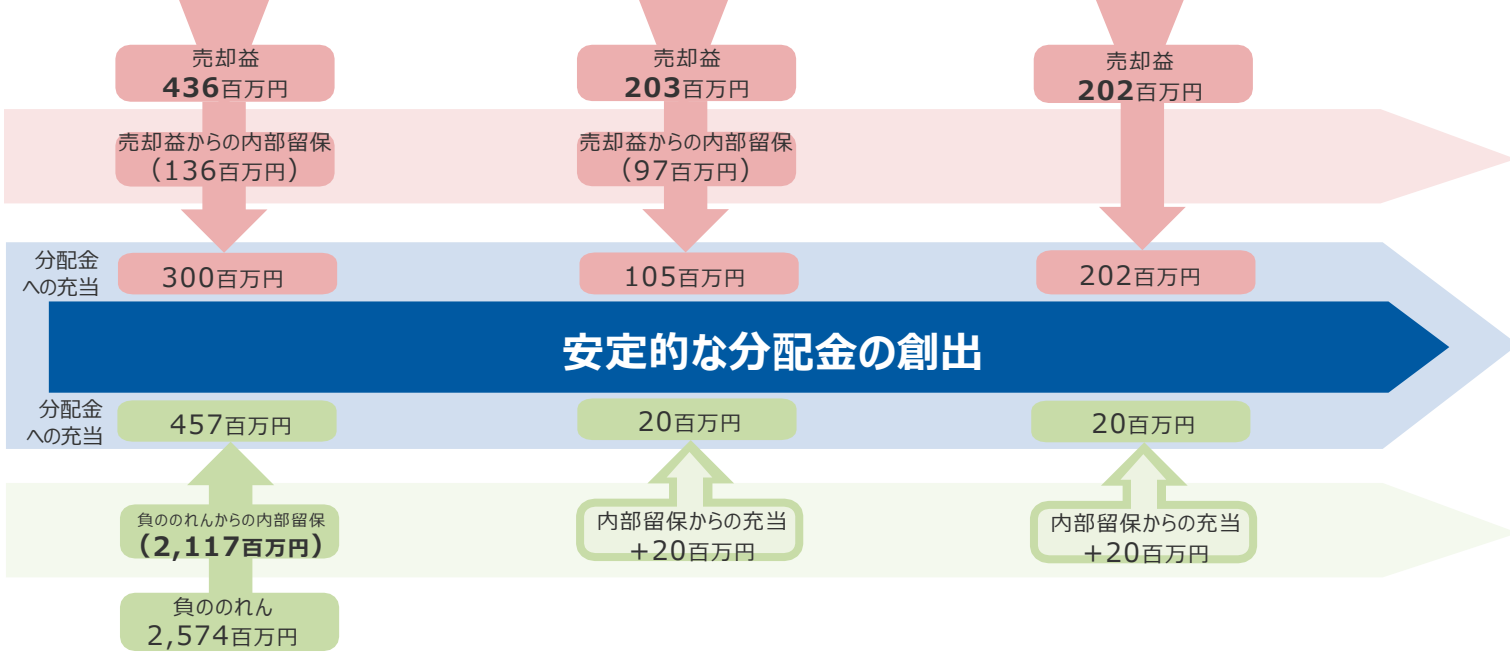 売却益
436百万円
売却益
203百万円
売却益
202百万円
売却益からの内部留保
(136百万円)
売却益からの内部留保
(97百万円)
分配金
への充当
300百万円
105百万円
202百万円
安定的な分配金の創出
分配金
への充当
457百万円
20百万円
20百万円
負ののれんからの内部留保
(2,117百万円)
内部留保からの充当
+20百万円
内部留保からの充当
+20百万円
負ののれん
2,574百万円